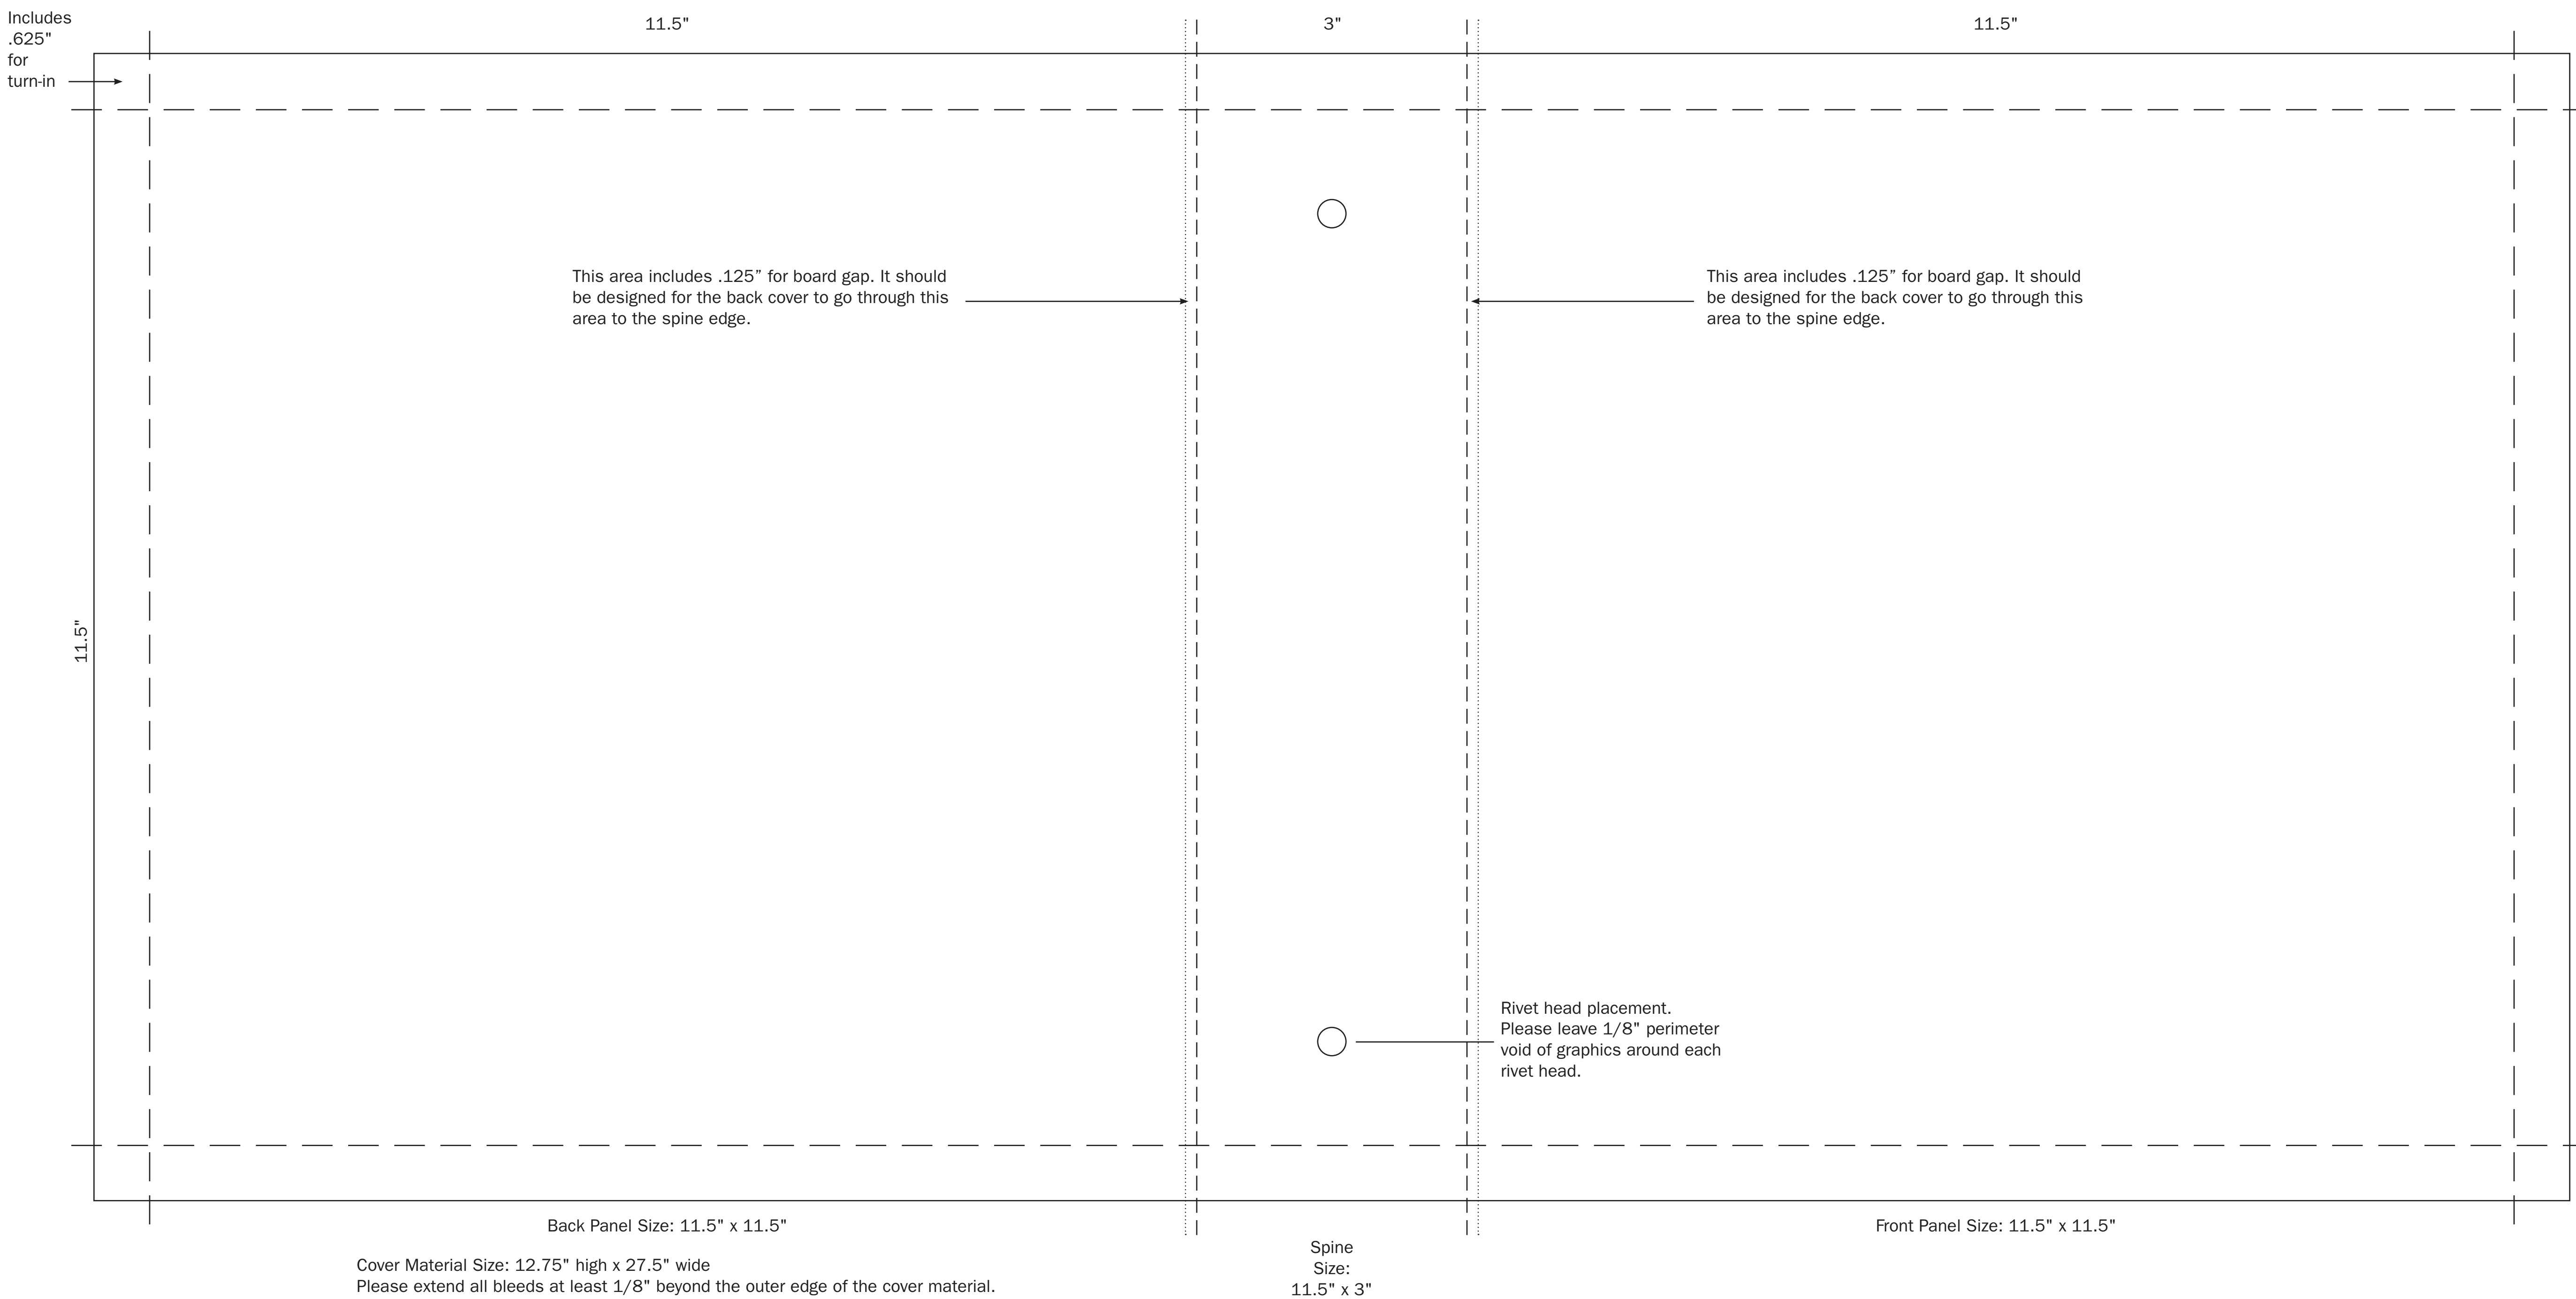 Includes
.625"
for
turn-in
11.5"
3"
11.5"
This area includes .125” for board gap. It should
be designed for the back cover to go through this
area to the spine edge.
This area includes .125” for board gap. It should
be designed for the back cover to go through this
area to the spine edge.
11.5"
Rivet head placement.
Please leave 1/8" perimeter
void of graphics around each
rivet head.
Back Panel Size: 11.5" x 11.5"
Front Panel Size: 11.5" x 11.5"
Spine
Size:
11.5" x 3"
Cover Material Size: 12.75" high x 27.5" wide
Please extend all bleeds at least 1/8" beyond the outer edge of the cover material.